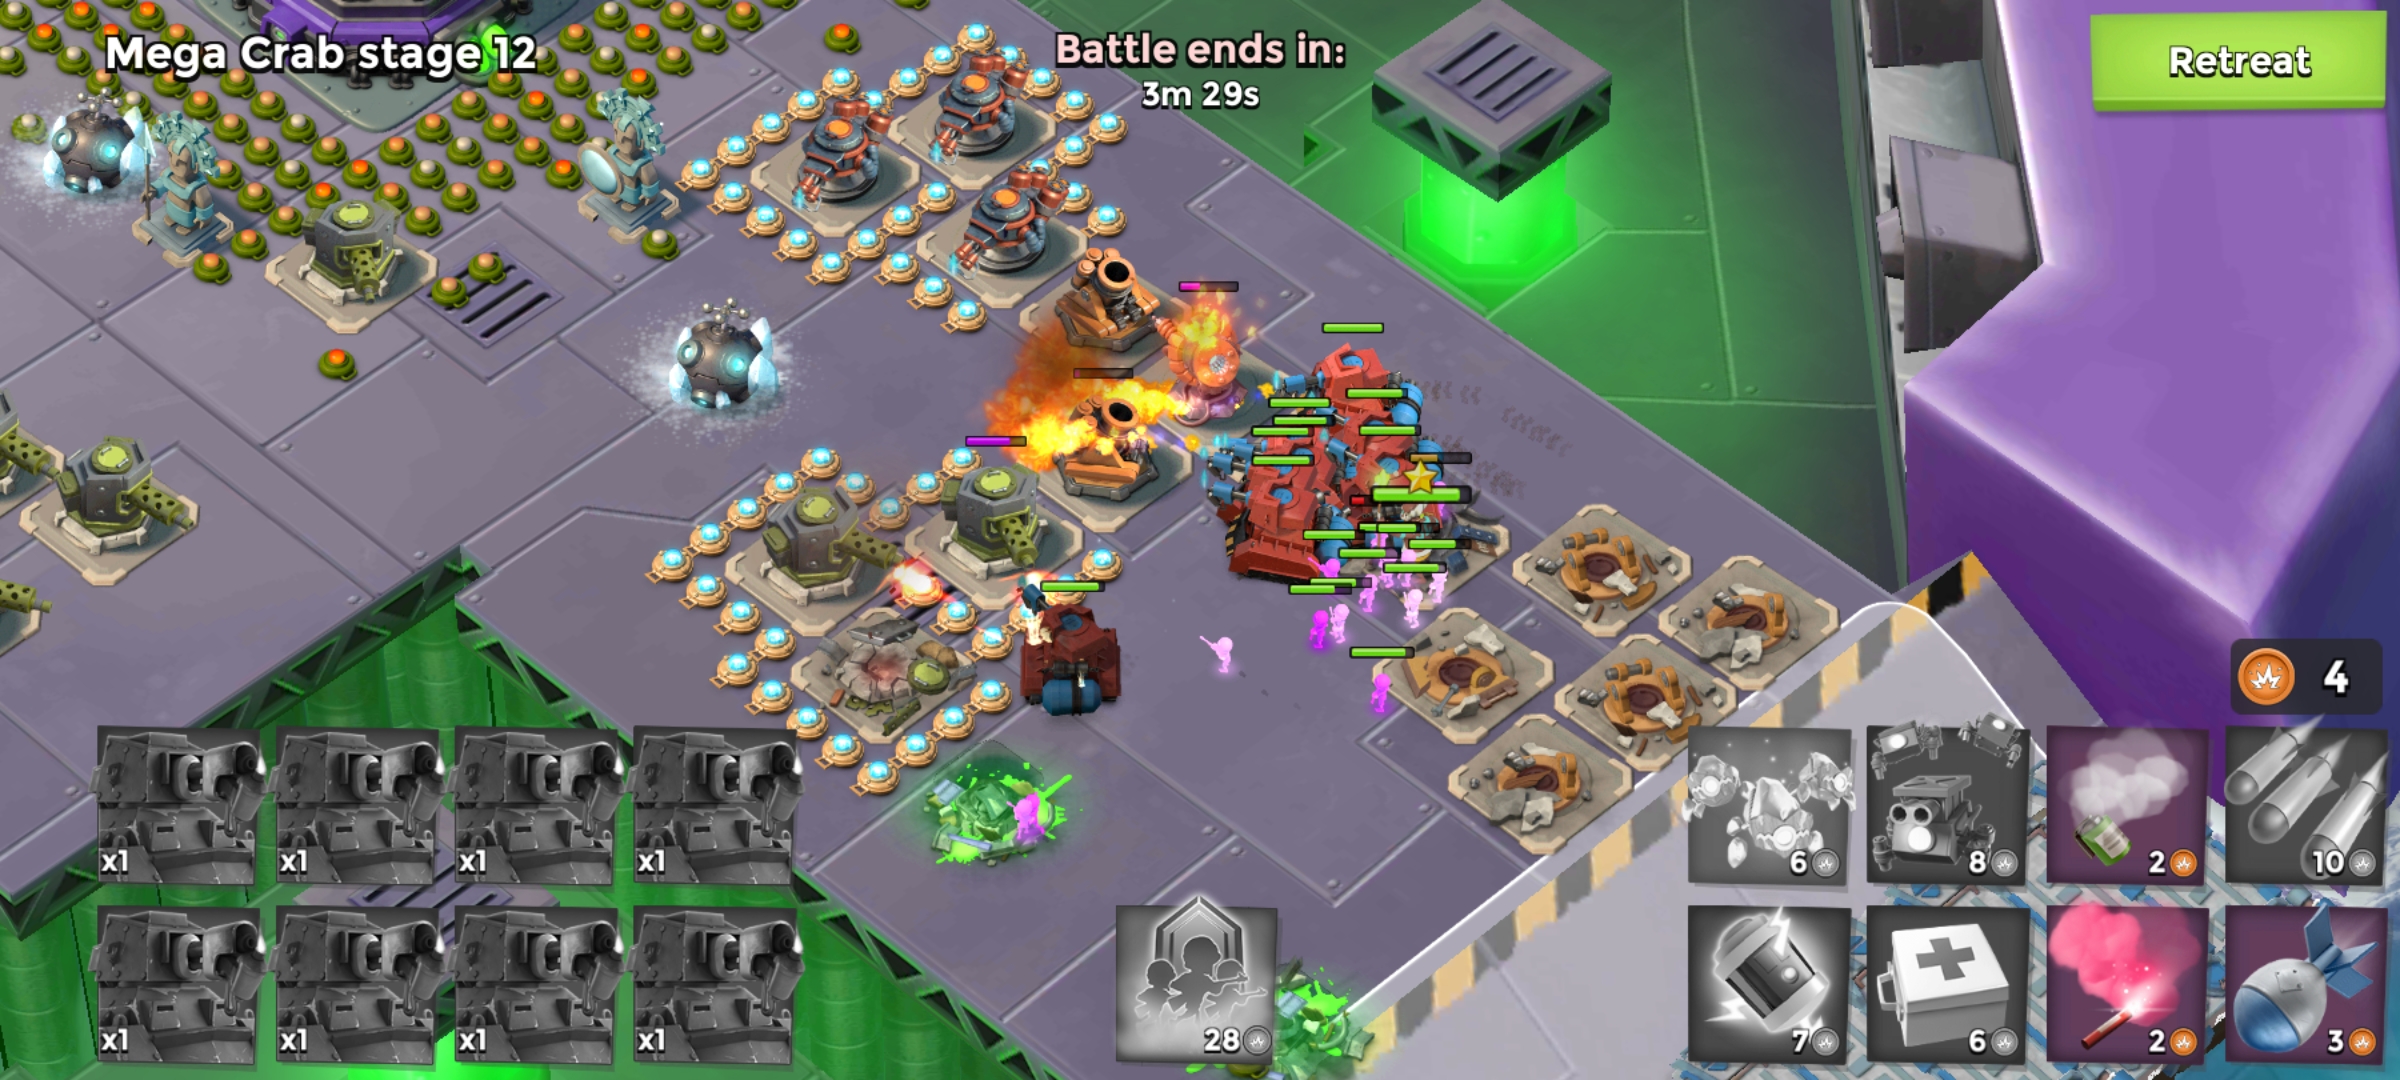 Mega Crab stage 12
Battle ends in:
3m 29s
Retreat
4
x1
x1
x1
x1
6
8
2
10
x1
x1
x1
x1
28
7
6
2
3